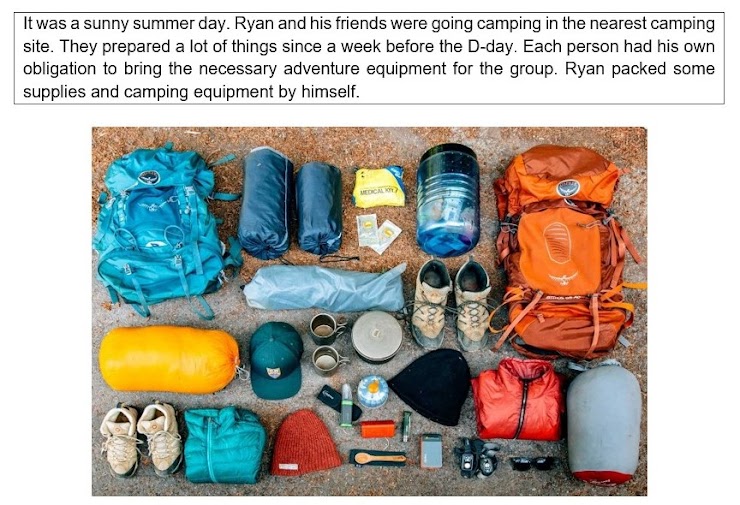 It was a sunny summer day. Ryan and his friends were going camping in the nearest camping
site. They prepared a lot of things since a week before the D-day. Each person had his own
obligation to bring the necessary adventure equipment for the group. Ryan packed some
supplies and camping equipment by himself.
MEDICAL KIT